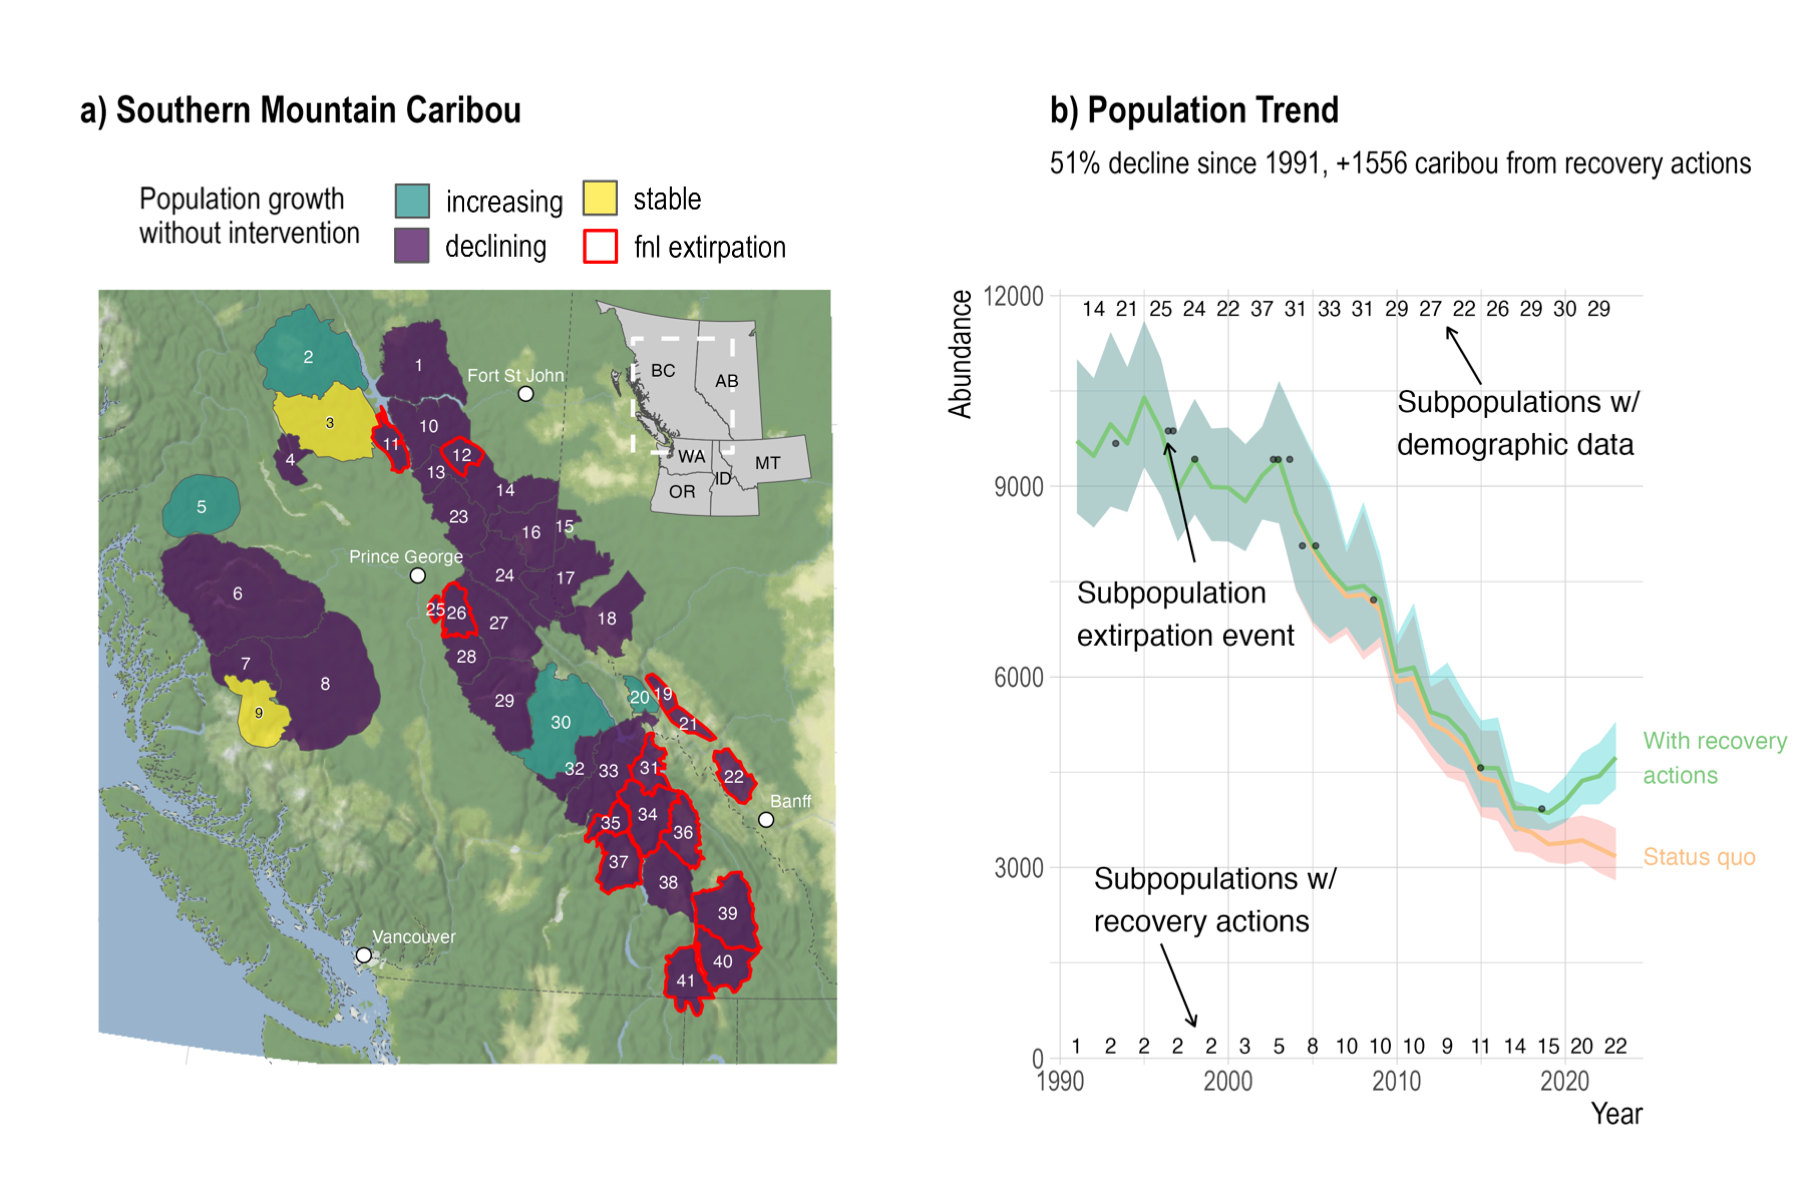 a) Southern Mountain Caribou
Population growth
without intervention
increasing
stable
declining
fnl extirpation
2
1
Fort St John
3
10
11
4
12
13
14
5
23
16
15
Prince George
24
17
6
25
26
27
18
7
28
8
29
9
30
20
19
21
32
33
31
22
Banff
35
34
36
37
38
39
40
41
Vancouver
BC
AB
WA
MT
OR
ID
b) Population Trend
51% decline since 1991, +1556 caribou from recovery actions
Abundance
12000
9000
6000
3000
0
14 21 25 24 22 37 31 33 31 29 27 22 26 29 30 29
Subpopulations w/
demographic data
Subpopulation
extirpation event
With recovery
actions
Status quo
Subpopulations w/
recovery actions
1 2 2 2 2 3 5 8 10 10 10 9 11 14 15 20 22
1990 2000 2010 2020
Year